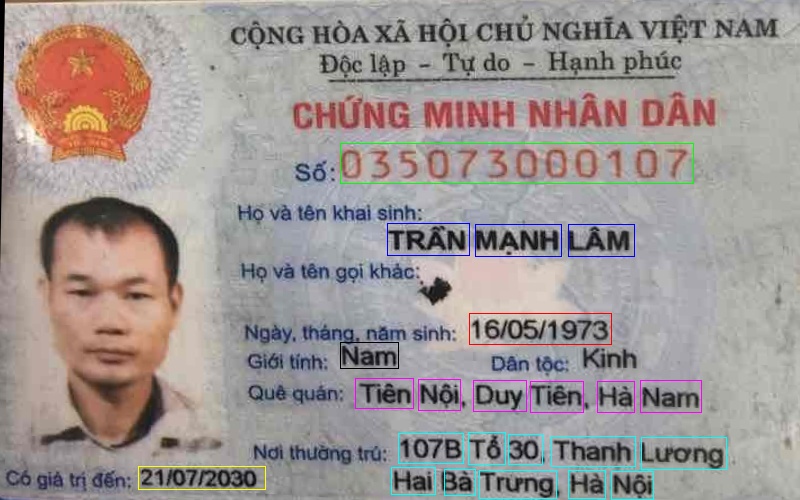 CỘNG HÒA XÃ HỘI CHỦ NGHĨA VIỆT NAM
Độc lập – Tự do – Hạnh phúc
CHỨNG MINH NHÂN DÂN
Số: 035073000107
Họ và tên khai sinh:
TRẦN MẠNH LÂM
Họ và tên gọi khác:
Ngày, tháng, năm sinh: 16/05/1973
Giới tính: Nam Dân tộc: Kinh
Quê quán: Tiên Nội, Duy Tiên, Hà Nam
Nơi thường trú: 107B Tổ 30, Thanh Lương
Hai Bà Trưng, Hà Nội
Có giá trị đến: 21/07/2030